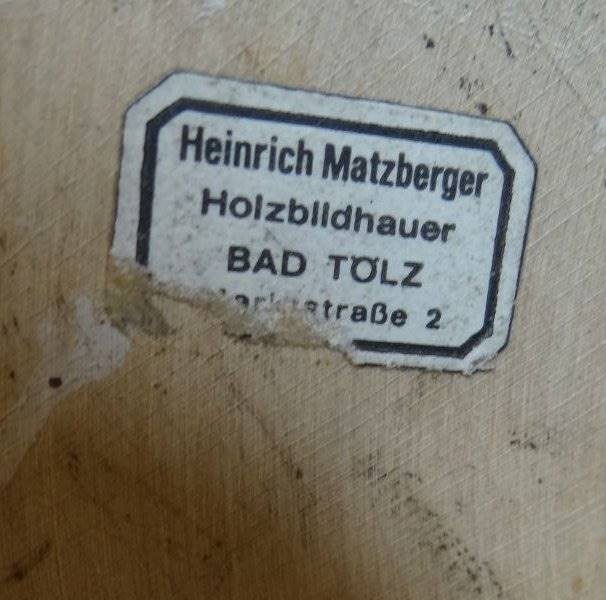 Heinrich Matzberger
Holzbildhauer
BAD TÖLZ
2